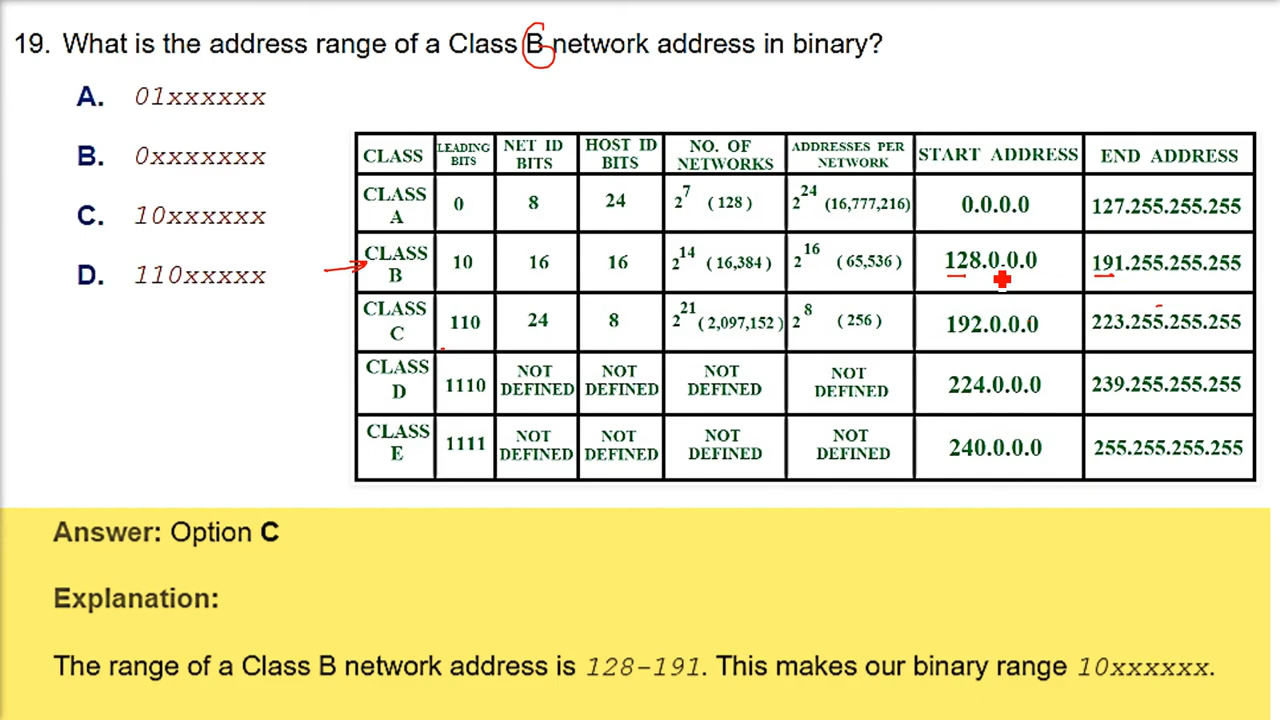 19. What is the address range of a Class B network address in binary?
A. 01xxxxxx
B. 0xxxxxxx
C. 10xxxxxx
D. 110xxxxx
CLASS LEADING BITS NET ID BITS HOST ID BITS NO. OF NETWORKS ADDRESSES PER NETWORK START ADDRESS END ADDRESS
CLASS A 0 8 24 2^7 (128) 2^24 (16,777,216) 0.0.0.0 127.255.255.255
CLASS B 10 16 16 2^14 (16,384) 2^16 (65,536) 128.0.0.0 191.255.255.255
CLASS C 110 24 8 2^21 (2,097,152) 2^8 (256) 192.0.0.0 223.255.255.255
CLASS D 1110 NOT DEFINED NOT DEFINED NOT DEFINED NOT DEFINED 224.0.0.0 239.255.255.255
CLASS E 1111 NOT DEFINED NOT DEFINED NOT DEFINED NOT DEFINED 240.0.0.0 255.255.255.255
Answer: Option C
Explanation:
The range of a Class B network address is 128-191. This makes our binary range 10xxxxxx.